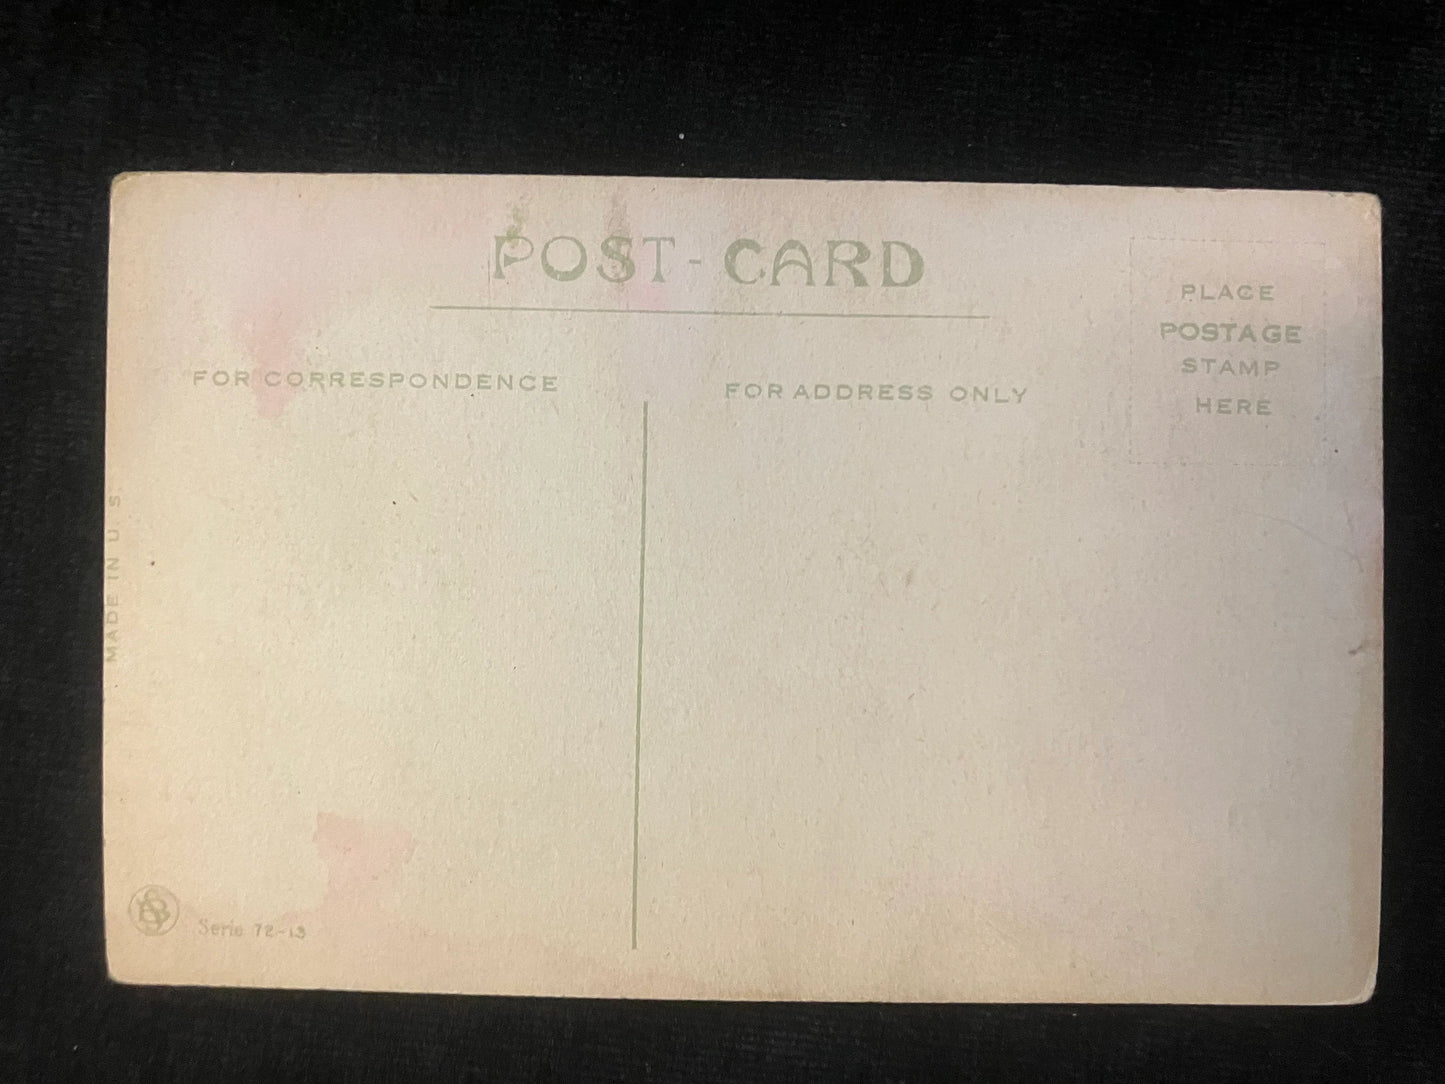 POST-CARD
FOR CORRESPONDENCE
FOR ADDRESS ONLY
PLACE
POSTAGE
STAMP
HERE
MADE IN U. S.
Serie 72-13